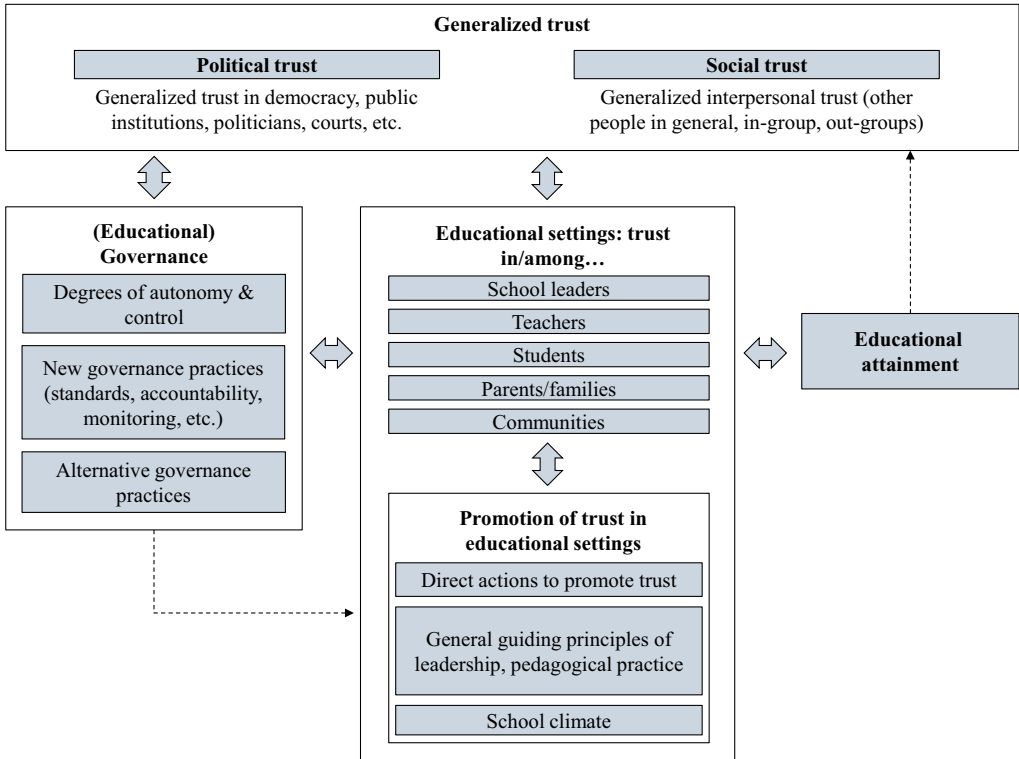 Generalized trust
Political trust
Generalized trust in democracy, public
institutions, politicians, courts, etc.
Social trust
Generalized interpersonal trust (other
people in general, in-group, out-groups)
(Educational)
Governance
Degrees of autonomy &
control
New governance practices
(standards, accountability,
monitoring, etc.)
Alternative governance
practices
Educational settings: trust
in/among…
School leaders
Teachers
Students
Parents/families
Communities
Promotion of trust in
educational settings
Direct actions to promote trust
General guiding principles of
leadership, pedagogical practice
School climate
Educational
attainment